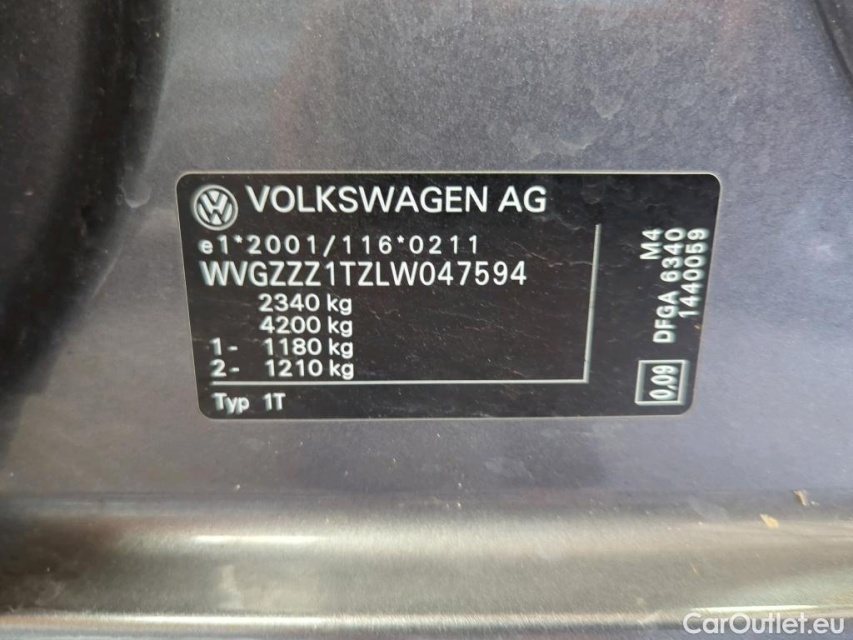 VOLKSWAGEN AG
e1*2001/116*0211
WVGZZZ1TZLW047594
2340 kg
4200 kg
1- 1180 kg
2- 1210 kg
Typ 1T
M4
DFGA 6340
1440059
0,09
CarOutlet.eu